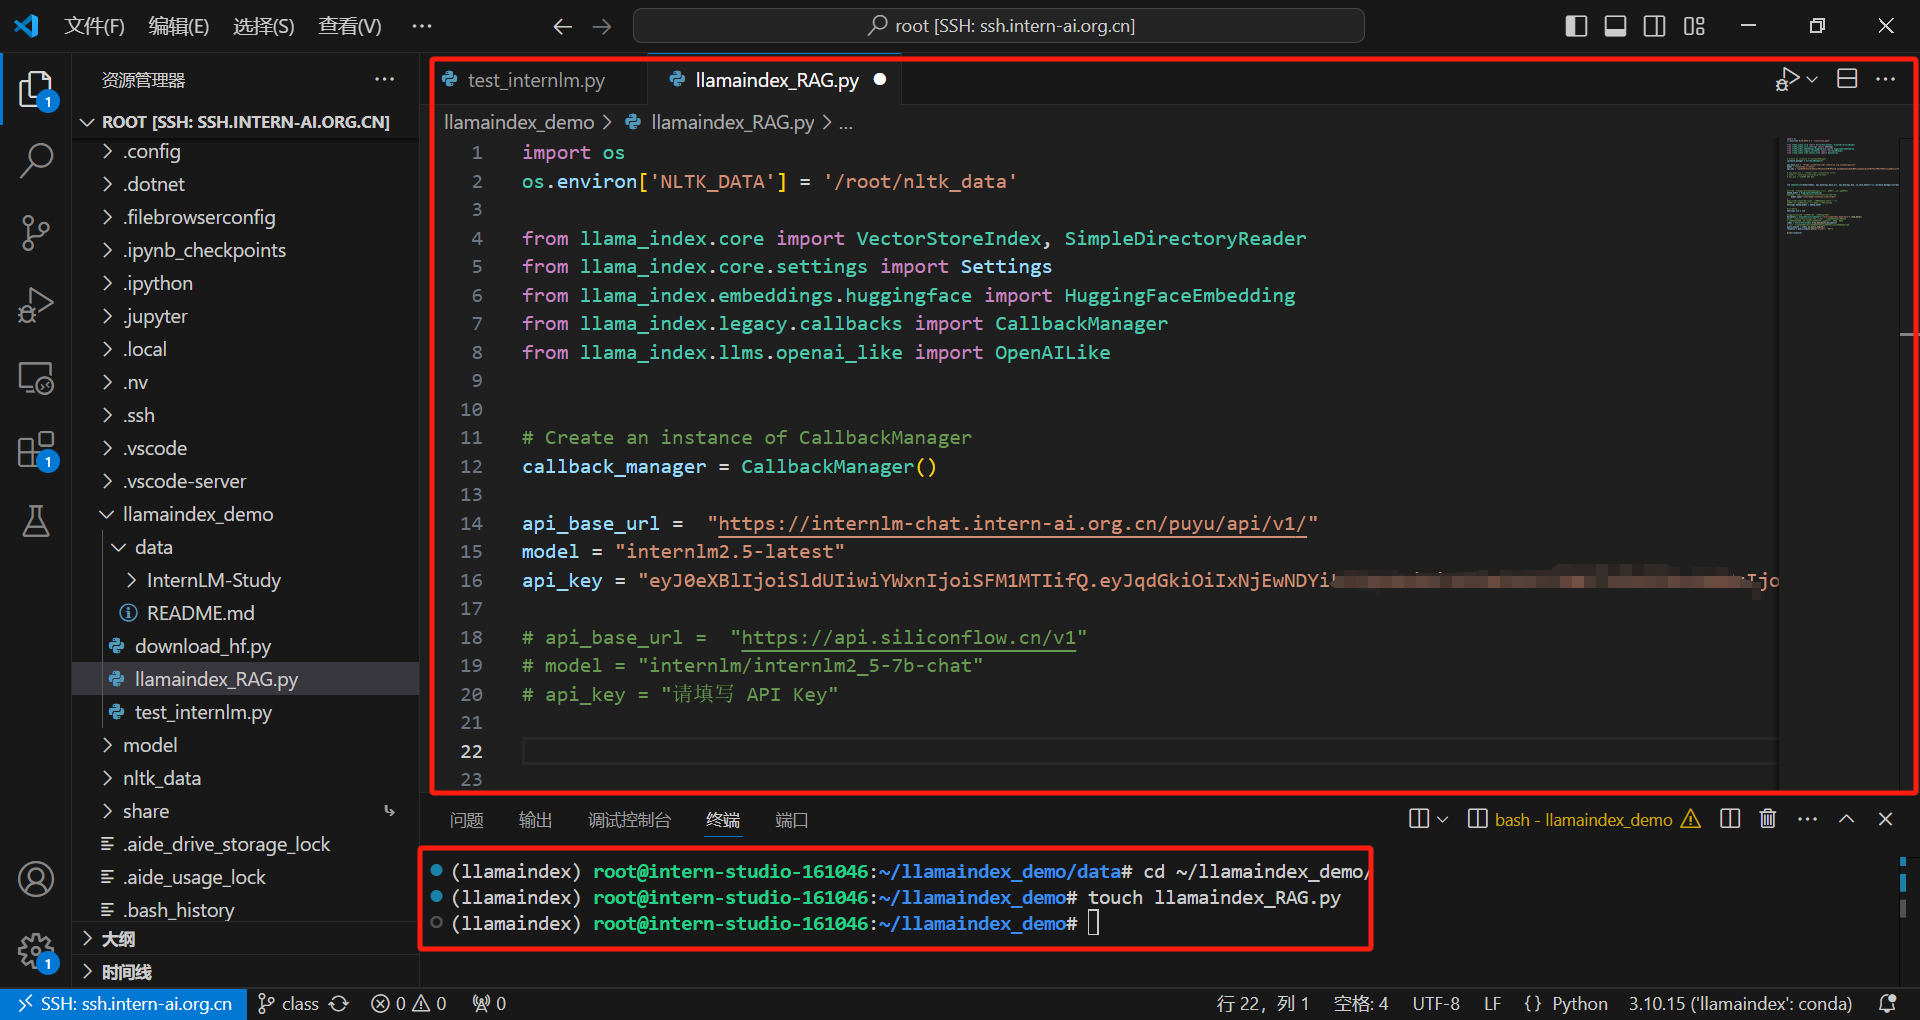 文件(F) 编辑(E) 选择(S) 查看(V) ···
root [SSH: ssh.intern-ai.org.cn]
资源管理器 ···
ROOT [SSH: SSH.INTERN-AI.ORG.CN]
.config
.dotnet
.filebrowserconfig
.ipynb_checkpoints
.ipython
.jupyter
.local
.nv
.ssh
.vscode
.vscode-server
llamaindex_demo
data
InternLM-Study
README.md
download_hf.py
llamaindex_RAG.py
test_internlm.py
model
nltk_data
share
.aide_drive_storage_lock
.aide_usage_lock
.bash_history
大纲
时间线
1
1
1
test_internlm.py
llamaindex_RAG.py
llamaindex_demo > llamaindex_RAG.py > ...
1 import os
2 os.environ['NLTK_DATA'] = '/root/nltk_data'
3
4 from llama_index.core import VectorStoreIndex, SimpleDirectoryReader
5 from llama_index.core.settings import Settings
6 from llama_index.embeddings.huggingface import HuggingFaceEmbedding
7 from llama_index.legacy.callbacks import CallbackManager
8 from llama_index.llms.openai_like import OpenAILike
9
10
11 # Create an instance of CallbackManager
12 callback_manager = CallbackManager()
13
14 api_base_url =  "https://internlm-chat.intern-ai.org.cn/puyu/api/v1/"
15 model = "internlm2.5-latest"
16 api_key = "eyJ0eXBlIjoiSldUIiwiYWxnIjoiSFM1MTIifQ.eyJqdGkiOiIxNjEwNDYi
17
18 # api_base_url =  "https://api.siliconflow.cn/v1"
19 # model = "internlm/internlm2_5-7b-chat"
20 # api_key = "请填写 API Key"
21
22
23
问题 输出 调试控制台 终端 端口
bash - llamaindex_demo
(llamaindex) root@intern-studio-161046:~/llamaindex_demo/data# cd ~/llamaindex_demo/
(llamaindex) root@intern-studio-161046:~/llamaindex_demo# touch llamaindex_RAG.py
(llamaindex) root@intern-studio-161046:~/llamaindex_demo#
SSH: ssh.intern-ai.org.cn class 0 0 0 行 22，列 1 空格: 4 UTF-8 LF {} Python 3.10.15 ('llamaindex': conda)